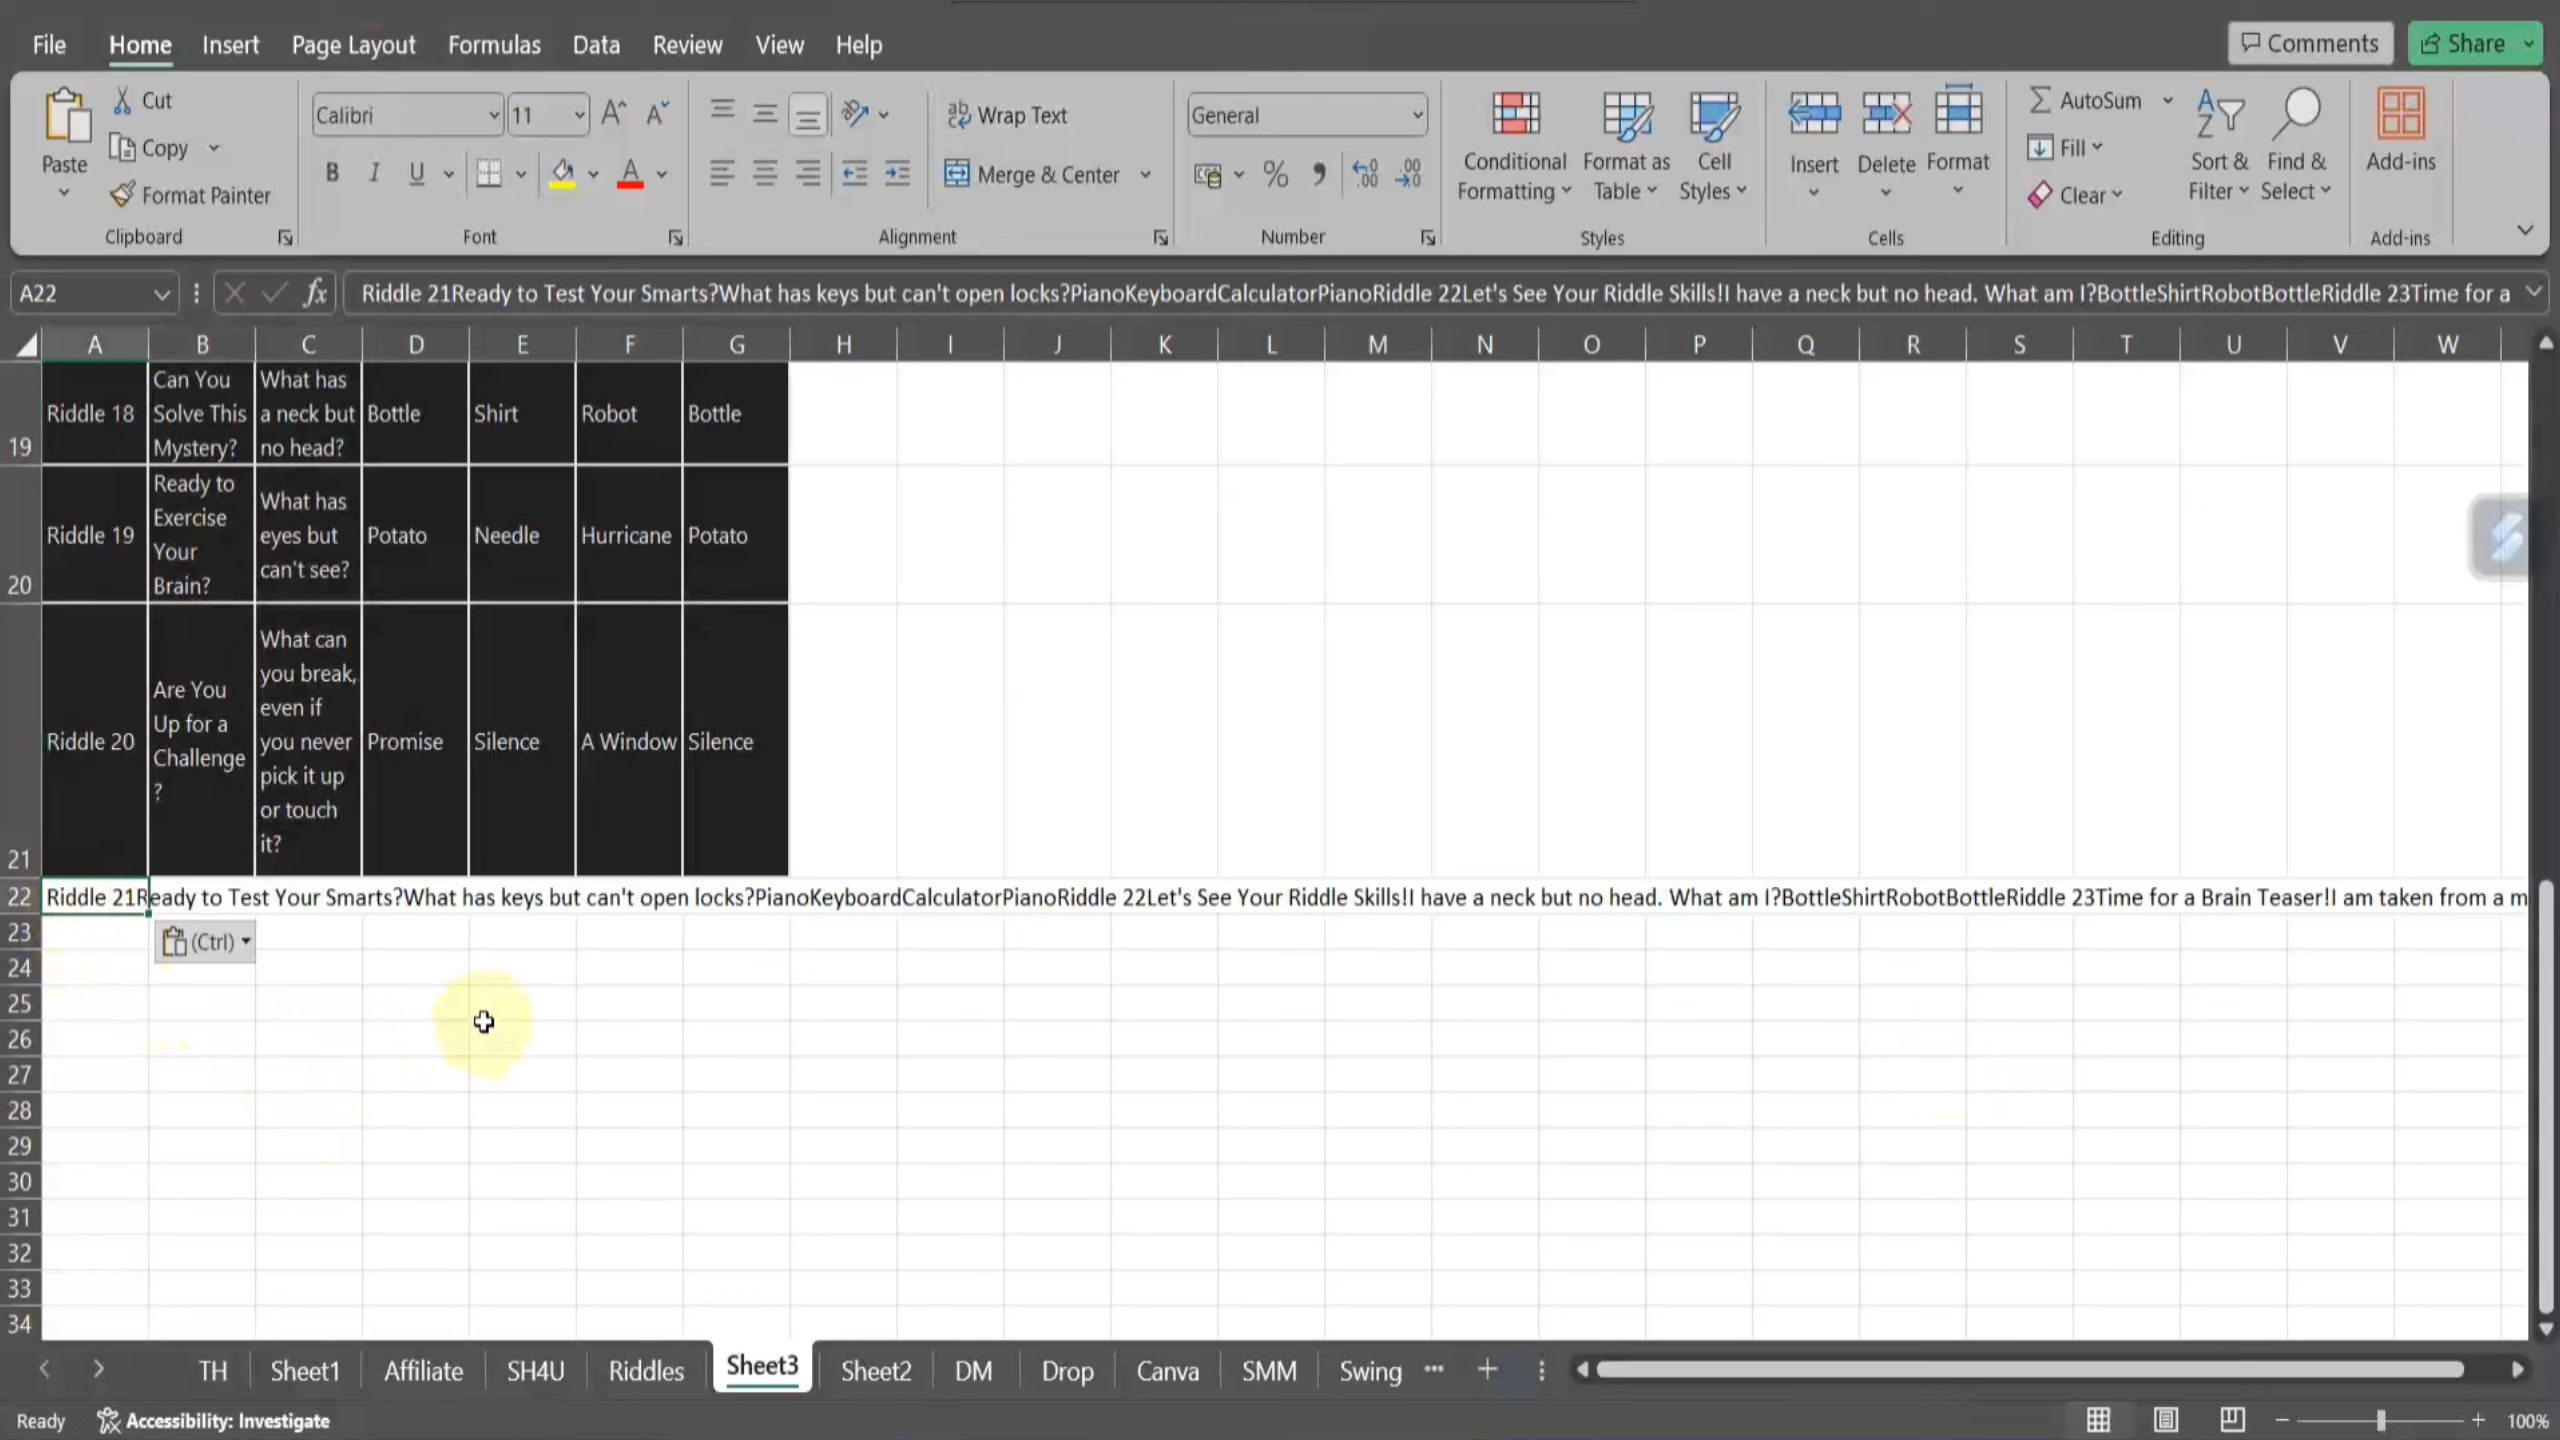 File Home Insert Page Layout Formulas Data Review View Help Comments Share
Paste Cut Copy Format Painter Clipboard
Calibri 11 B I U A Font
Wrap Text Merge & Center Alignment
General % Number
Conditional Formatting Format as Table Cell Styles Styles
Insert Delete Format Cells
AutoSum Fill Clear Sort & Filter Find & Select Editing
Add-ins Add-ins
A22 fx Riddle 21Ready to Test Your Smarts?What has keys but can't open locks?PianoKeyboardCalculatorPianoRiddle 22Let's See Your Riddle Skills!I have a neck but no head. What am I?BottleShirtRobotBottleRiddle 23Time for a
A B C D E F G H I J K L M N O P Q R S T U V W
19 Riddle 18 Can You Solve This Mystery? What has a neck but no head? Bottle Shirt Robot Bottle
20 Riddle 19 Ready to Exercise Your Brain? What has eyes but can't see? Potato Needle Hurricane Potato
21 Riddle 20 Are You Up for a Challenge? What can you break, even if you never pick it up or touch it? Promise Silence A Window Silence
22 Riddle 21Ready to Test Your Smarts?What has keys but can't open locks?PianoKeyboardCalculatorPianoRiddle 22Let's See Your Riddle Skills!I have a neck but no head. What am I?BottleShirtRobotBottleRiddle 23Time for a Brain Teaser!I am taken from a m
23 (Ctrl)
24
25
26
27
28
29
30
31
32
33
34
TH Sheet1 Affiliate SH4U Riddles Sheet3 Sheet2 DM Drop Canva SMM Swing ... +
Ready Accessibility: Investigate 100%